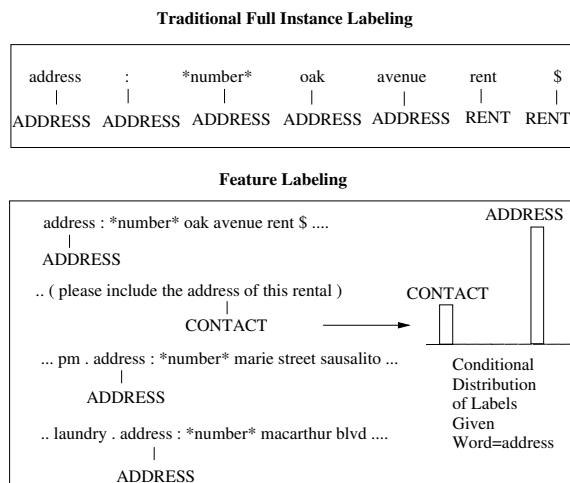 Traditional Full Instance Labeling
address : *number* oak avenue rent $
ADDRESS ADDRESS ADDRESS ADDRESS ADDRESS RENT RENT
Feature Labeling
address : *number* oak avenue rent $ ....
ADDRESS
.. ( please include the address of this rental )
CONTACT
... pm . address : *number* marie street sausalito ...
ADDRESS
.. laundry . address : *number* macarthur blvd ....
ADDRESS
ADDRESS
CONTACT
Conditional
Distribution
of Labels
Given
Word=address